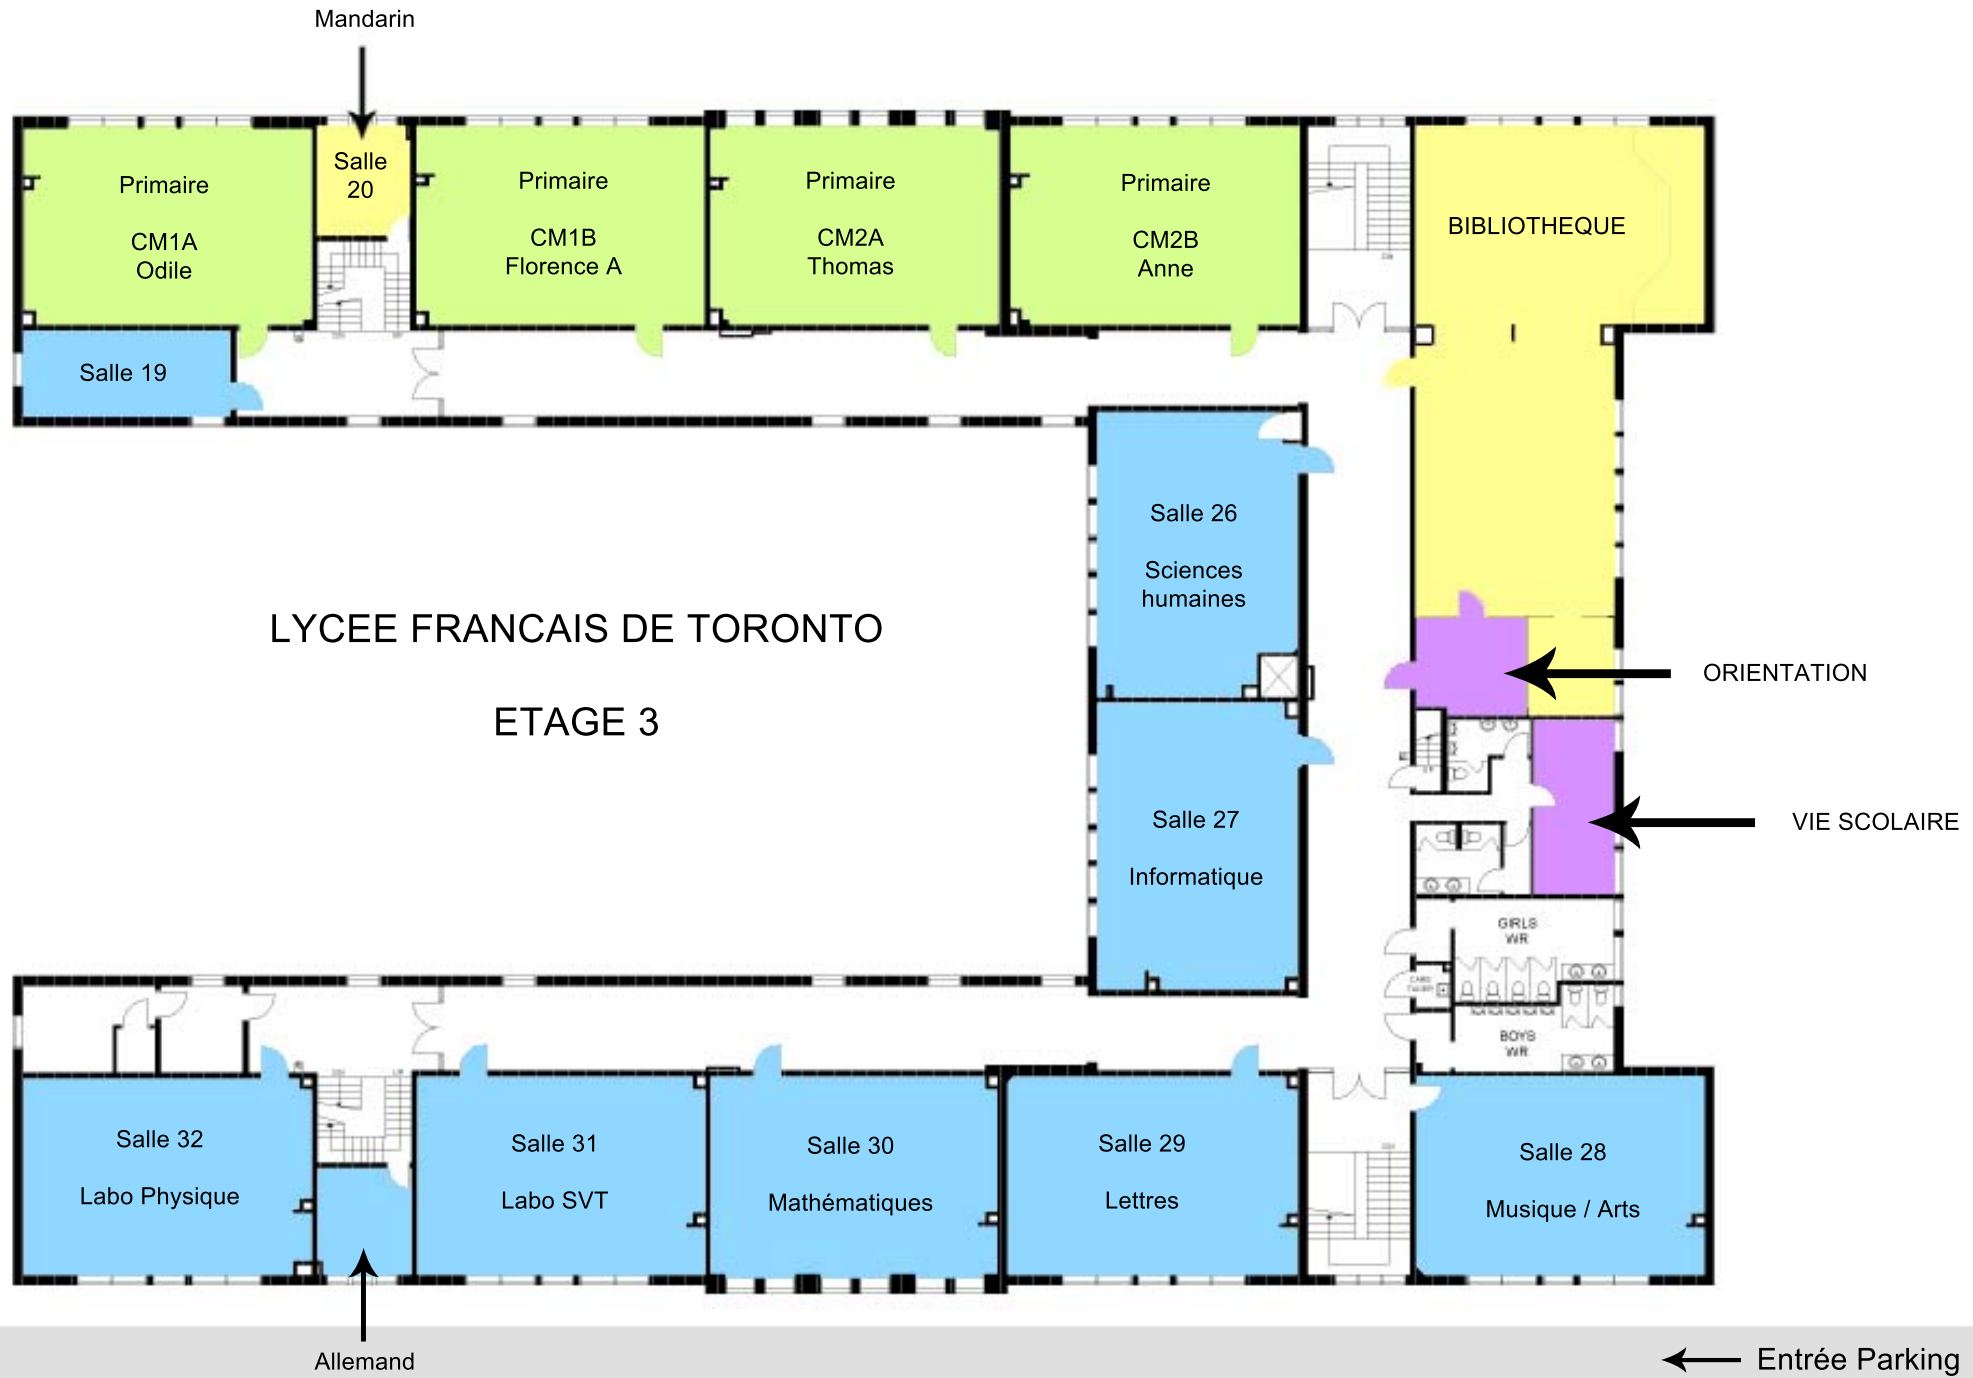 Mandarin
Salle
20
Primaire
CM1A
Odile
Primaire
CM1B
Florence A
Primaire
CM2A
Thomas
Primaire
CM2B
Anne
BIBLIOTHEQUE
Salle 19
Salle 26
Sciences
humaines
LYCEE FRANCAIS DE TORONTO
ETAGE 3
ORIENTATION
VIE SCOLAIRE
Salle 27
Informatique
GIRLS
WR
BOYS
WR
Salle 32
Labo Physique
Salle 31
Labo SVT
Salle 30
Mathématiques
Salle 29
Lettres
Salle 28
Musique / Arts
Allemand
Entrée Parking